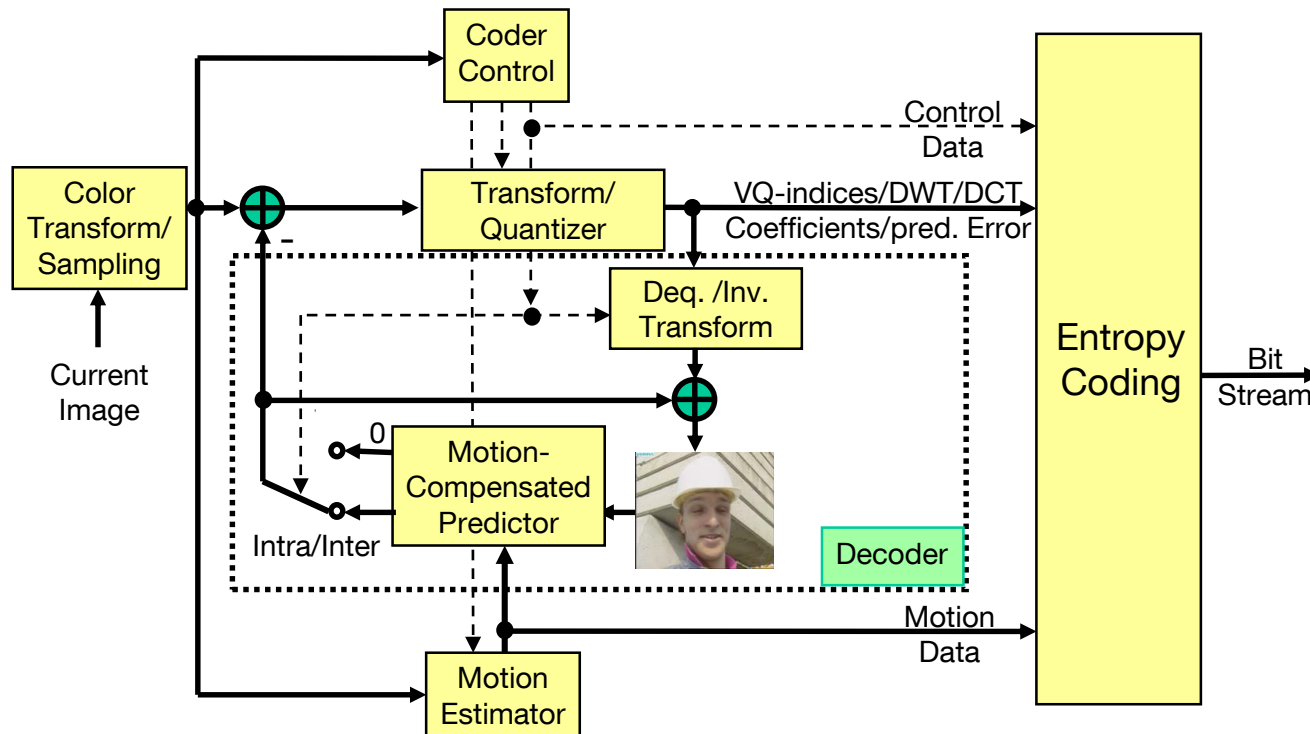 Coder
Control
Control
Data
Color
Transform/
Sampling
Transform/
Quantizer
VQ-indices/DWT/DCT
Coefficients/pred. Error
-
Deq. /Inv.
Transform
Entropy
Coding
Bit
Stream
Current
Image
0
Motion-
Compensated
Predictor
Intra/Inter
Decoder
Motion
Data
Motion
Estimator